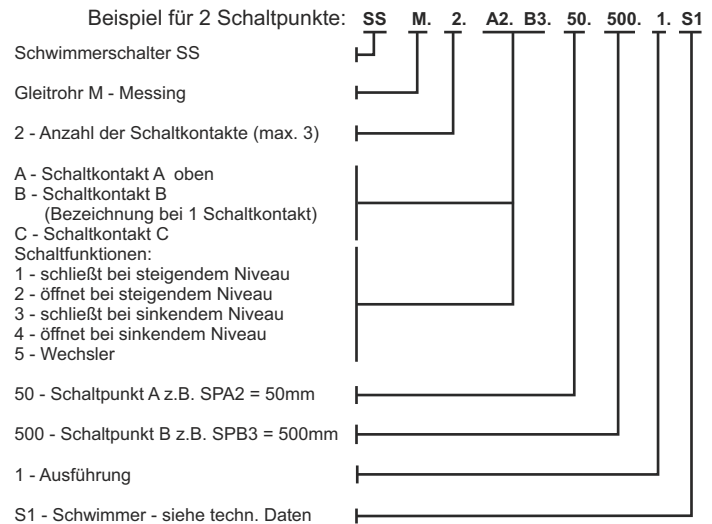 Beispiel für 2 Schaltpunkte: SS M. 2. A2. B3. 50. 500. 1. S1
Schwimmerschalter SS
Gleitrohr M - Messing
2 - Anzahl der Schaltkontakte (max. 3)
A - Schaltkontakt A oben
B - Schaltkontakt B
(Bezeichnung bei 1 Schaltkontakt)
C - Schaltkontakt C
Schaltfunktionen:
1 - schließt bei steigendem Niveau
2 - öffnet bei steigendem Niveau
3 - schließt bei sinkendem Niveau
4 - öffnet bei sinkendem Niveau
5 - Wechsler
50 - Schaltpunkt A z.B. SPA2 = 50mm
500 - Schaltpunkt B z.B. SPB3 = 500mm
1 - Ausführung
S1 - Schwimmer - siehe techn. Daten